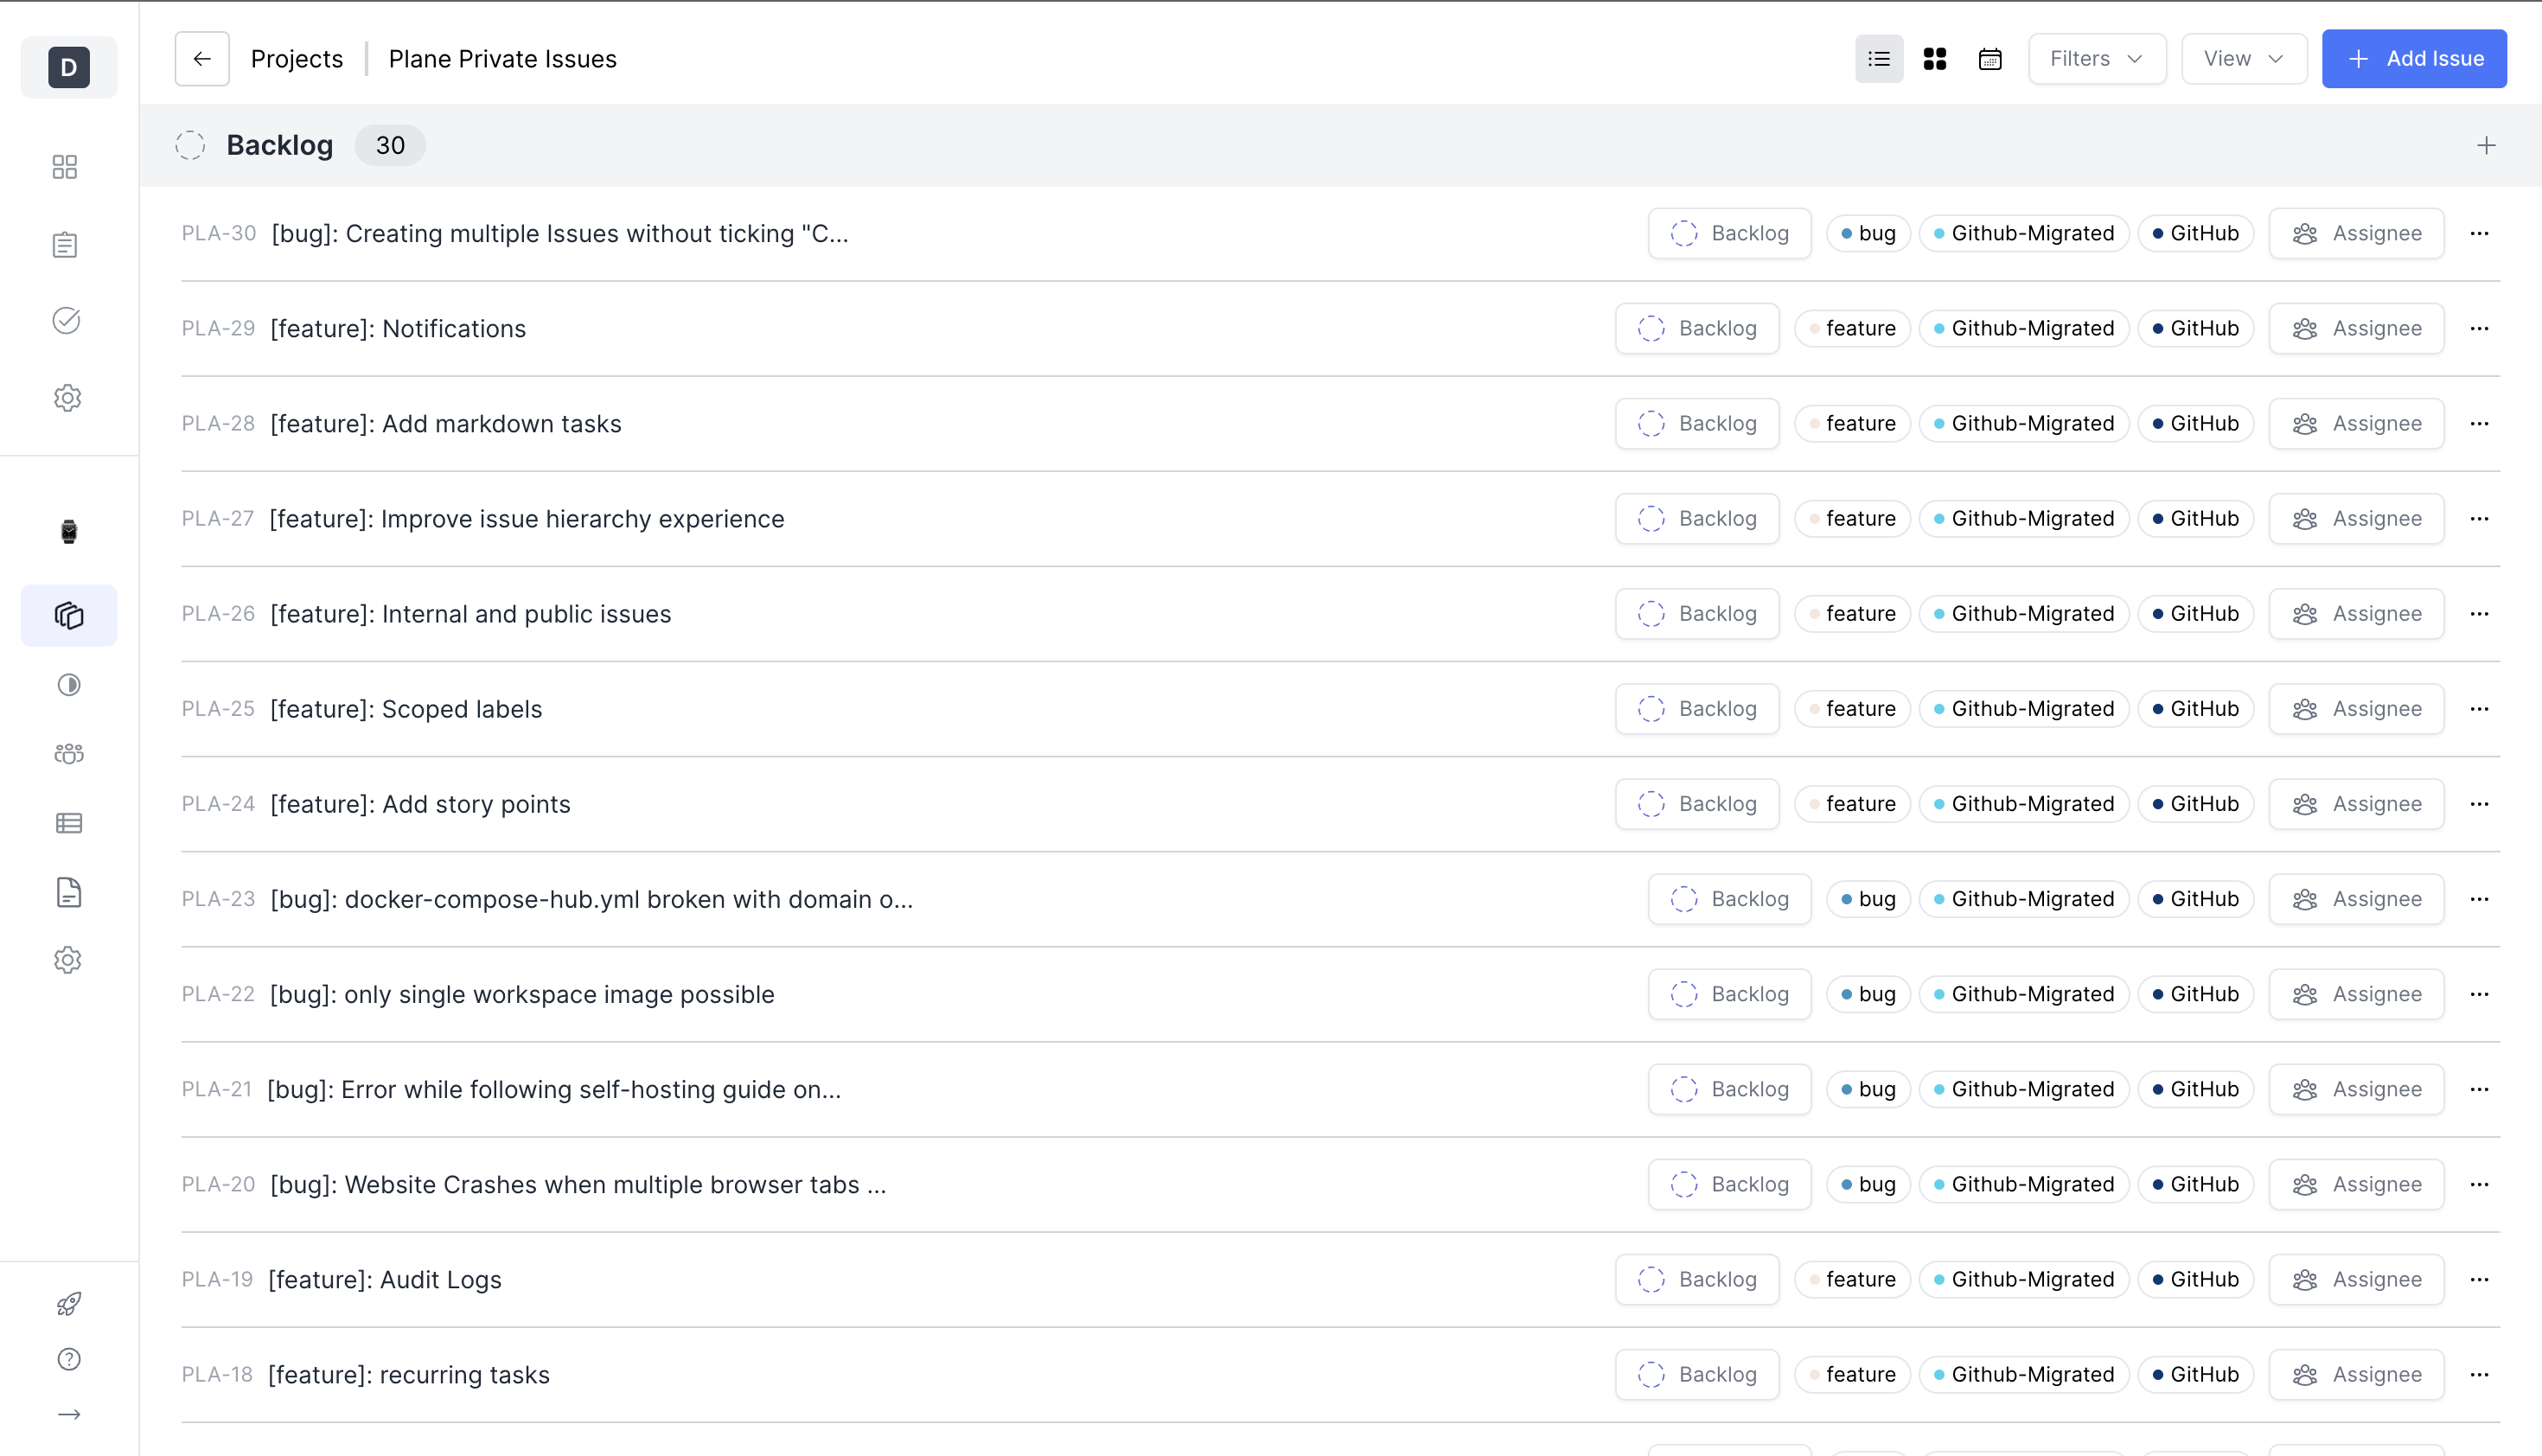 D
Projects Plane Private Issues Filters View + Add Issue
Backlog 30
PLA-30 [bug]: Creating multiple Issues without ticking "C... Backlog bug Github-Migrated GitHub Assignee ...
PLA-29 [feature]: Notifications Backlog feature Github-Migrated GitHub Assignee ...
PLA-28 [feature]: Add markdown tasks Backlog feature Github-Migrated GitHub Assignee ...
PLA-27 [feature]: Improve issue hierarchy experience Backlog feature Github-Migrated GitHub Assignee ...
PLA-26 [feature]: Internal and public issues Backlog feature Github-Migrated GitHub Assignee ...
PLA-25 [feature]: Scoped labels Backlog feature Github-Migrated GitHub Assignee ...
PLA-24 [feature]: Add story points Backlog feature Github-Migrated GitHub Assignee ...
PLA-23 [bug]: docker-compose-hub.yml broken with domain o... Backlog bug Github-Migrated GitHub Assignee ...
PLA-22 [bug]: only single workspace image possible Backlog bug Github-Migrated GitHub Assignee ...
PLA-21 [bug]: Error while following self-hosting guide on... Backlog bug Github-Migrated GitHub Assignee ...
PLA-20 [bug]: Website Crashes when multiple browser tabs ... Backlog bug Github-Migrated GitHub Assignee ...
PLA-19 [feature]: Audit Logs Backlog feature Github-Migrated GitHub Assignee ...
PLA-18 [feature]: recurring tasks Backlog feature Github-Migrated GitHub Assignee ...